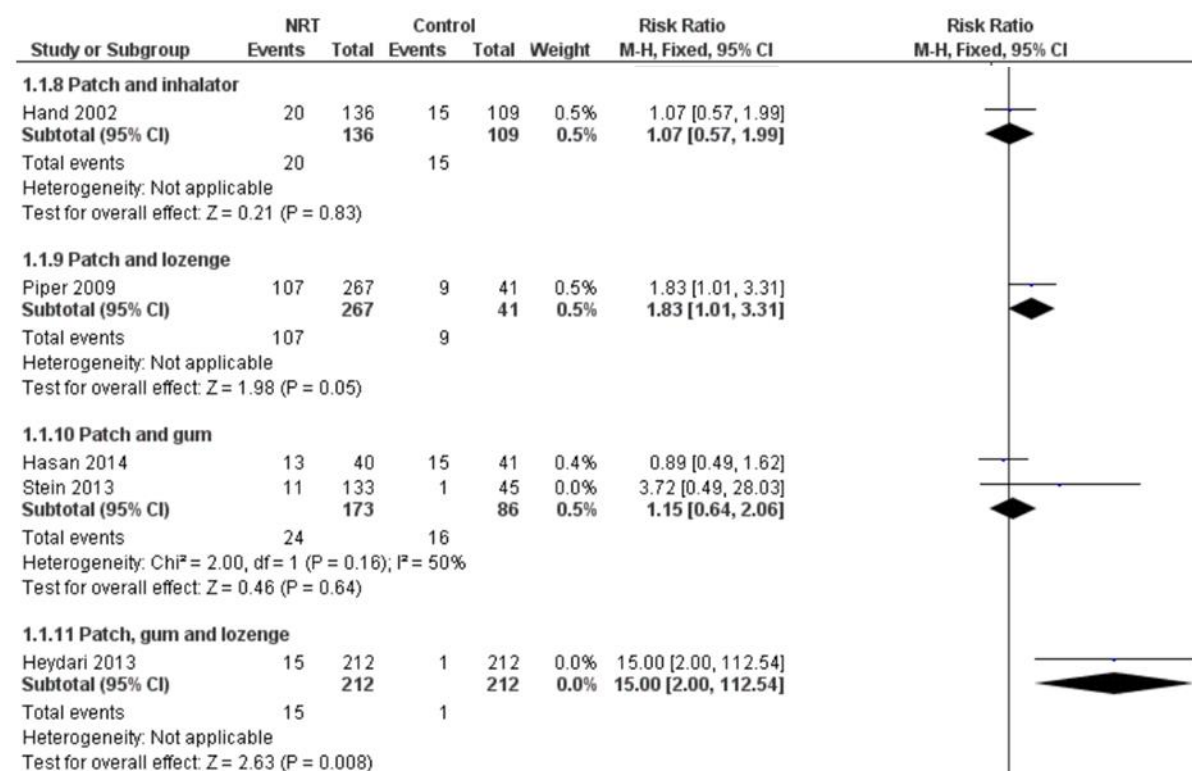 NRT Control Risk Ratio Risk Ratio
Study or Subgroup Events Total Events Total Weight M-H, Fixed, 95% CI M-H, Fixed, 95% CI
1.1.8 Patch and inhalator
Hand 2002 20 136 15 109 0.5% 1.07 [0.57, 1.99]
Subtotal (95% CI) 136 109 0.5% 1.07 [0.57, 1.99]
Total events 20 15
Heterogeneity: Not applicable
Test for overall effect: Z = 0.21 (P = 0.83)
1.1.9 Patch and lozenge
Piper 2009 107 267 9 41 0.5% 1.83 [1.01, 3.31]
Subtotal (95% CI) 267 41 0.5% 1.83 [1.01, 3.31]
Total events 107 9
Heterogeneity: Not applicable
Test for overall effect: Z = 1.98 (P = 0.05)
1.1.10 Patch and gum
Hasan 2014 13 40 15 41 0.4% 0.89 [0.49, 1.62]
Stein 2013 11 133 1 45 0.0% 3.72 [0.49, 28.03]
Subtotal (95% CI) 173 86 0.5% 1.15 [0.64, 2.06]
Total events 24 16
Heterogeneity: Chi² = 2.00, df = 1 (P = 0.16); I² = 50%
Test for overall effect: Z = 0.46 (P = 0.64)
1.1.11 Patch, gum and lozenge
Heydari 2013 15 212 1 212 0.0% 15.00 [2.00, 112.54]
Subtotal (95% CI) 212 212 0.0% 15.00 [2.00, 112.54]
Total events 15 1
Heterogeneity: Not applicable
Test for overall effect: Z = 2.63 (P = 0.008)